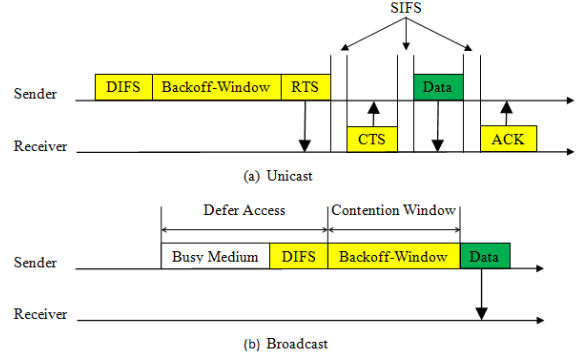 SIFS
Sender DIFS Backoff-Window RTS Data
Receiver CTS ACK
(a) Unicast
Defer Access Contention Window
Sender Busy Medium DIFS Backoff-Window Data
Receiver
(b) Broadcast